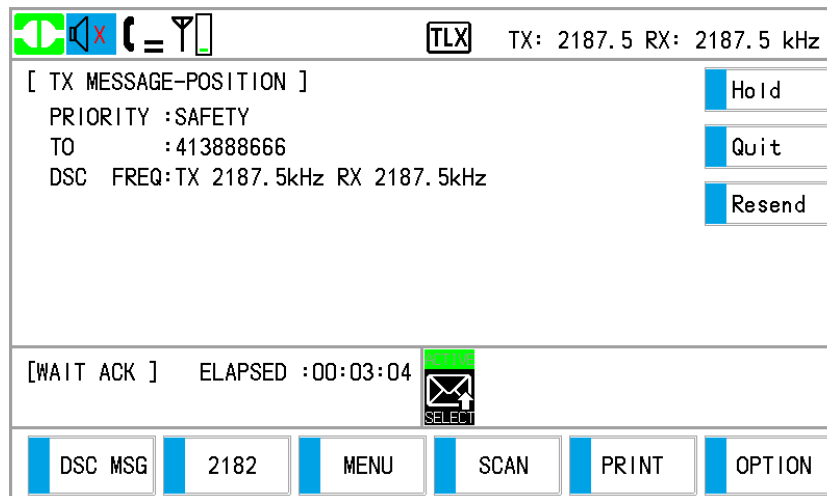 TLX TX: 2187.5 RX: 2187.5 kHz
[ TX MESSAGE-POSITION ]
PRIORITY :SAFETY
TO :413888666
DSC FREQ:TX 2187.5kHz RX 2187.5kHz
Hold
Quit
Resend
[WAIT ACK ] ELAPSED :00:03:04
ACTIVE
SELECT
DSC MSG 2182 MENU SCAN PRINT OPTION